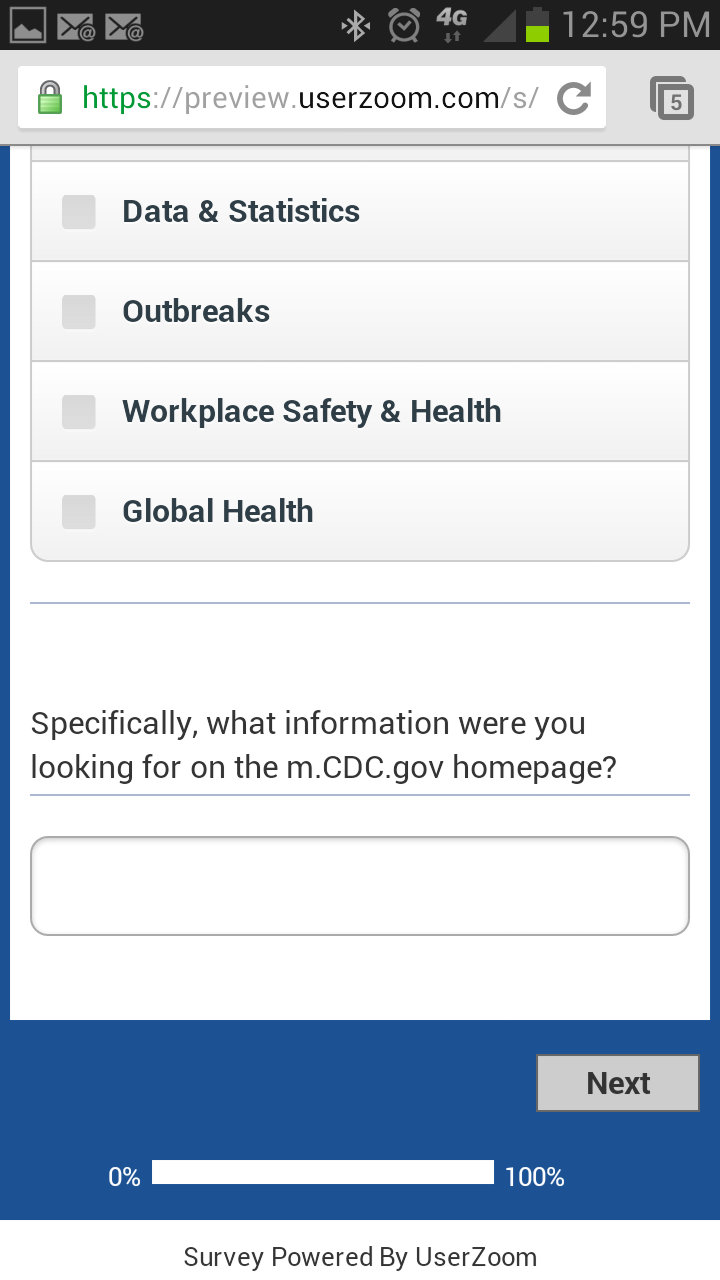 4G 12:59 PM
https://preview.userzoom.com/s/
5
Data & Statistics
Outbreaks
Workplace Safety & Health
Global Health
Specifically, what information were you
looking for on the m.CDC.gov homepage?
Next
0% 100%
Survey Powered By UserZoom